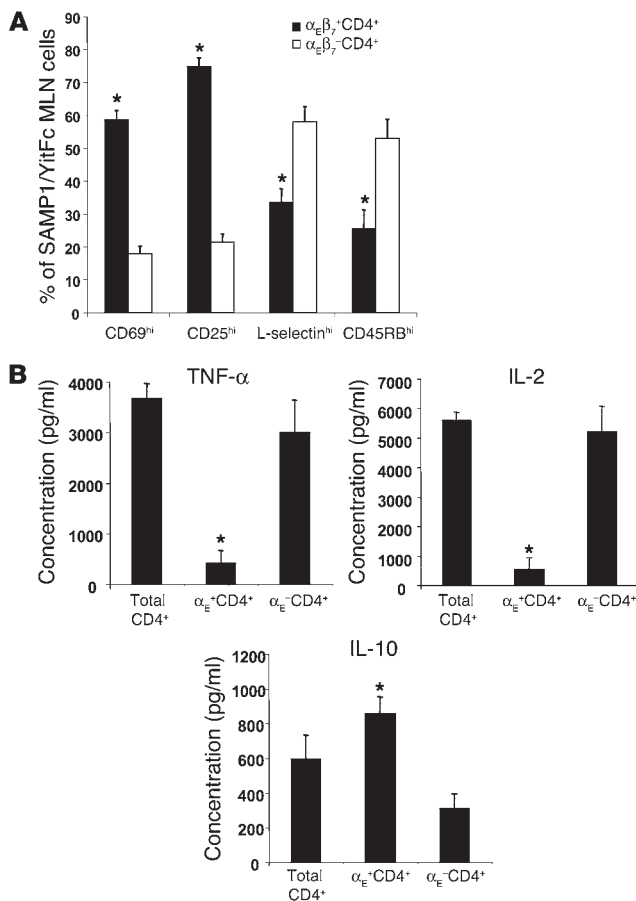 A
αEβ7+CD4+
αEβ7−CD4+
% of SAMP1/YitFc MLN cells
90
80
70
60
50
40
30
20
10
0
*
*
*
*
CD69hi
CD25hi
L-selectinhi
CD45RBhi
B
TNF-α
Concentration (pg/ml)
4000
3000
1000
0
*
Total CD4+
αE+CD4+
αE−CD4+
IL-2
Concentration (pg/ml)
7000
6000
5000
4000
3000
2000
1000
0
*
Total CD4+
αE+CD4+
αE−CD4+
IL-10
Concentration (pg/ml)
1200
1000
800
600
400
200
0
*
Total CD4+
αE+CD4+
αE−CD4+